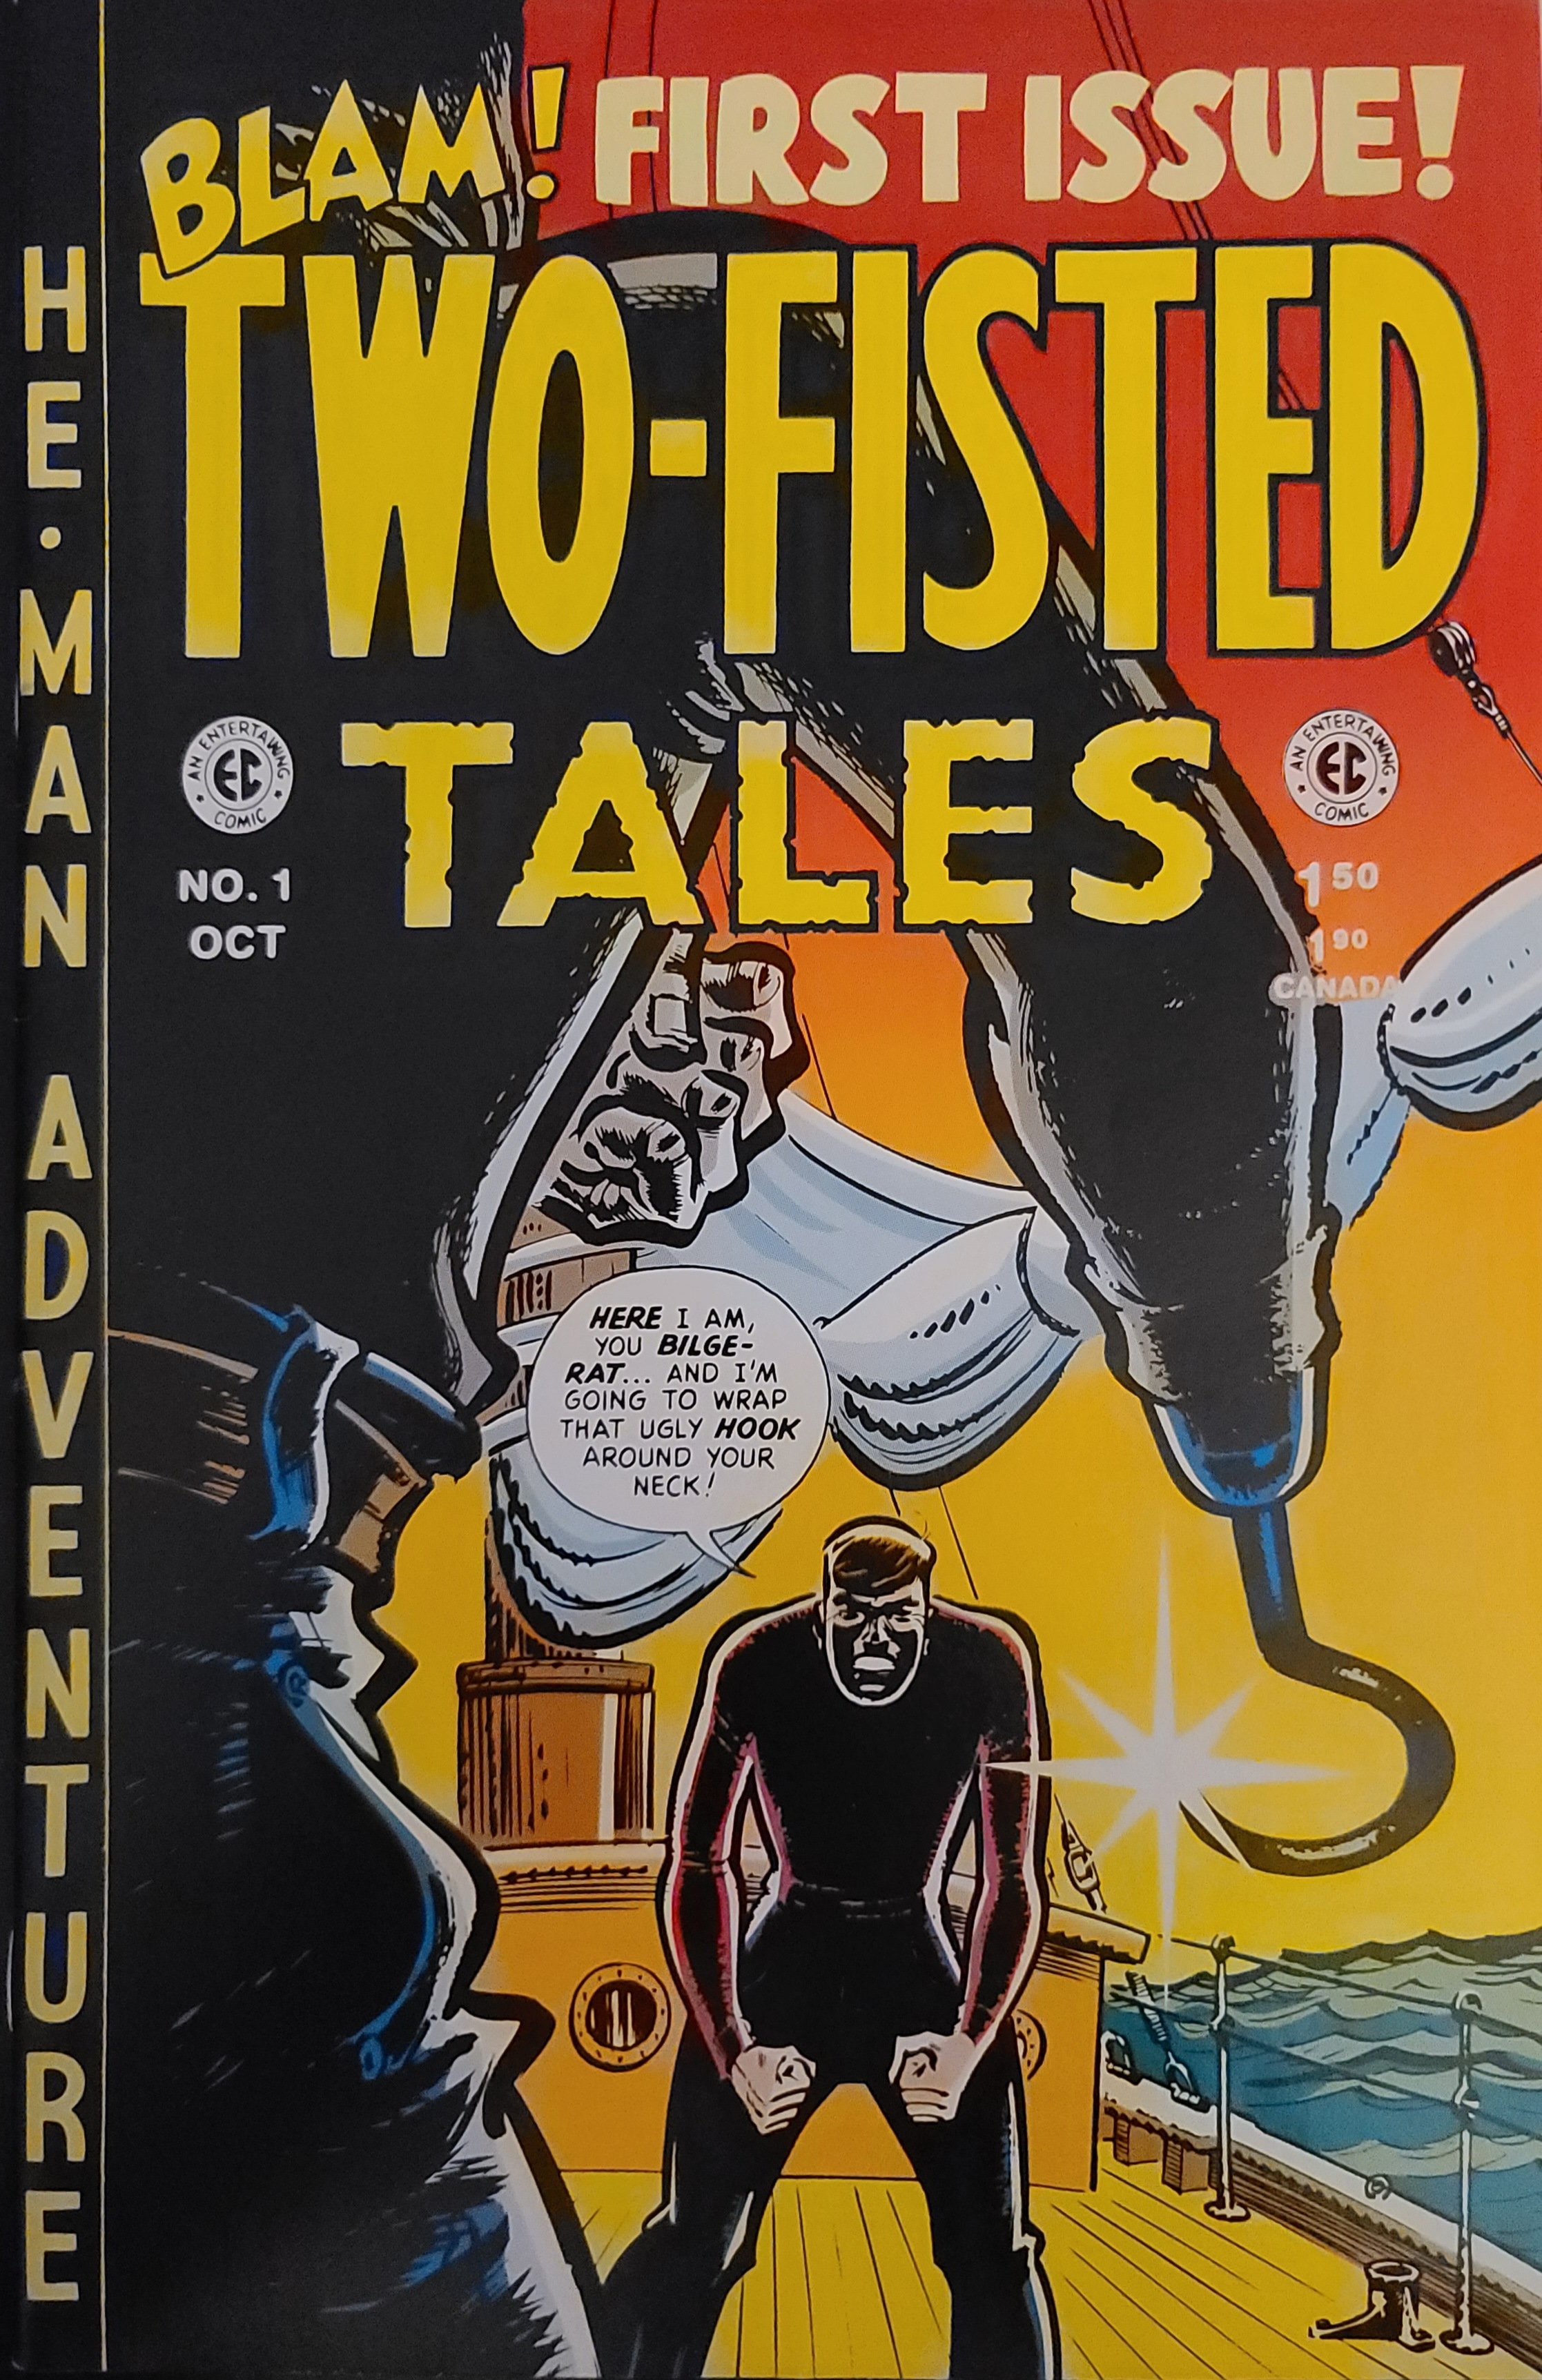 BLAM! FIRST ISSUE!
TWO-FISTED
TALES
HE•MAN ADVENTURE
AN ENTERTAINING
EC
COMIC
NO. 1
OCT
AN ENTERTAINING
EC
COMIC
1 50
1 90
CANADA
HERE I AM,
YOU BILGE-
RAT... AND I'M
GOING TO WRAP
THAT UGLY HOOK
AROUND YOUR
NECK!